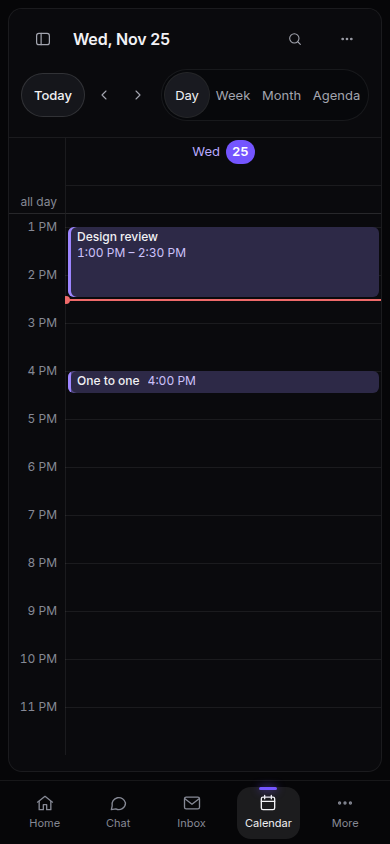 Wed, Nov 25
Today
Day Week Month Agenda
Wed 25
all day
1 PM
Design review
1:00 PM – 2:30 PM
2 PM
3 PM
4 PM
One to one 4:00 PM
5 PM
6 PM
7 PM
8 PM
9 PM
10 PM
11 PM
Home Chat Inbox Calendar More